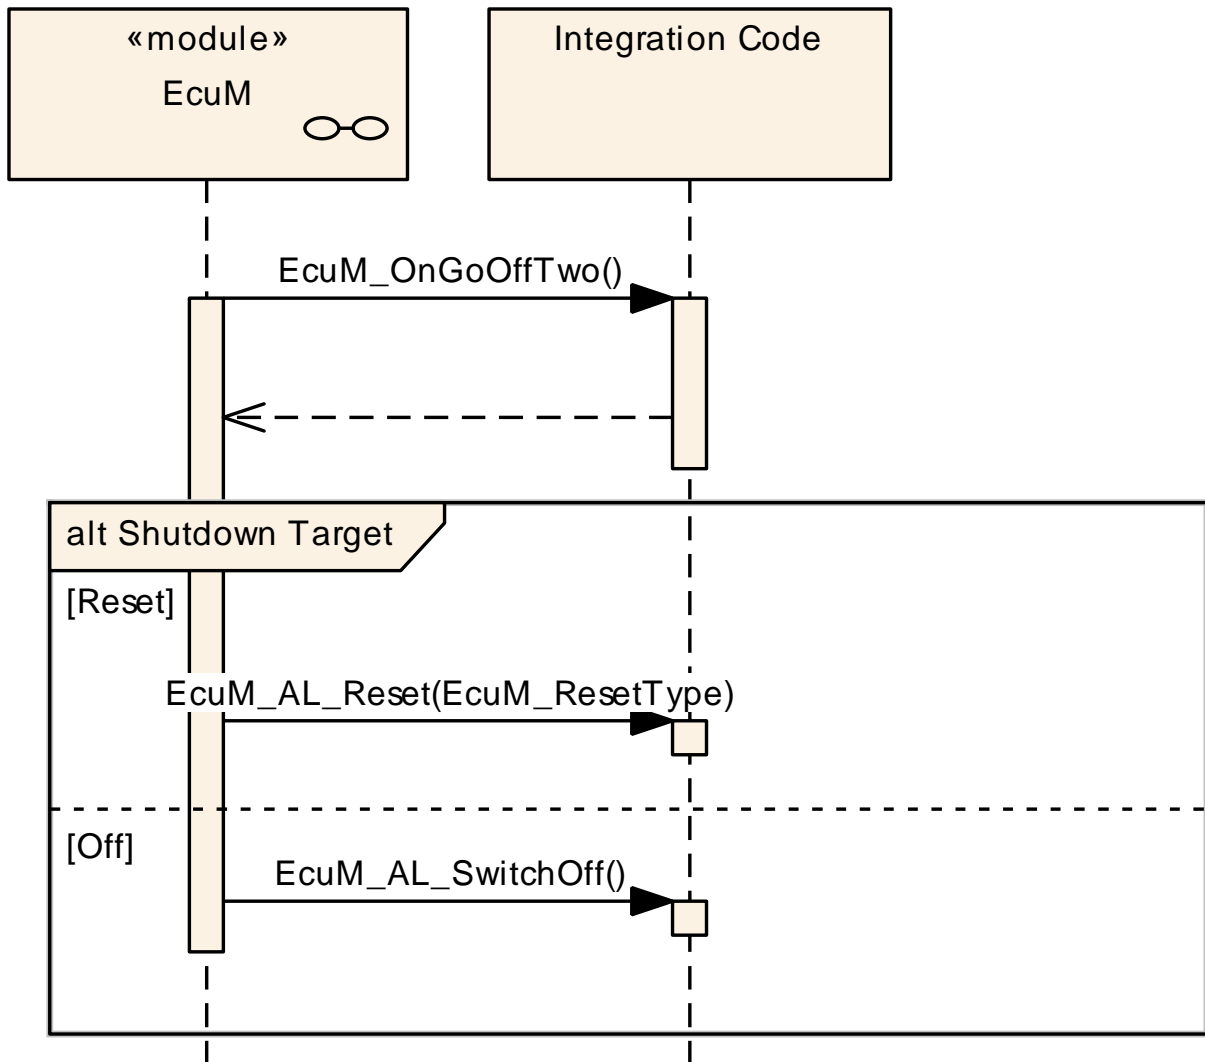 «module»
EcuM
Integration Code
EcuM_OnGoOffTwo()
alt Shutdown Target
[Reset]
EcuM_AL_Reset(EcuM_ResetType)
[Off]
EcuM_AL_SwitchOff()